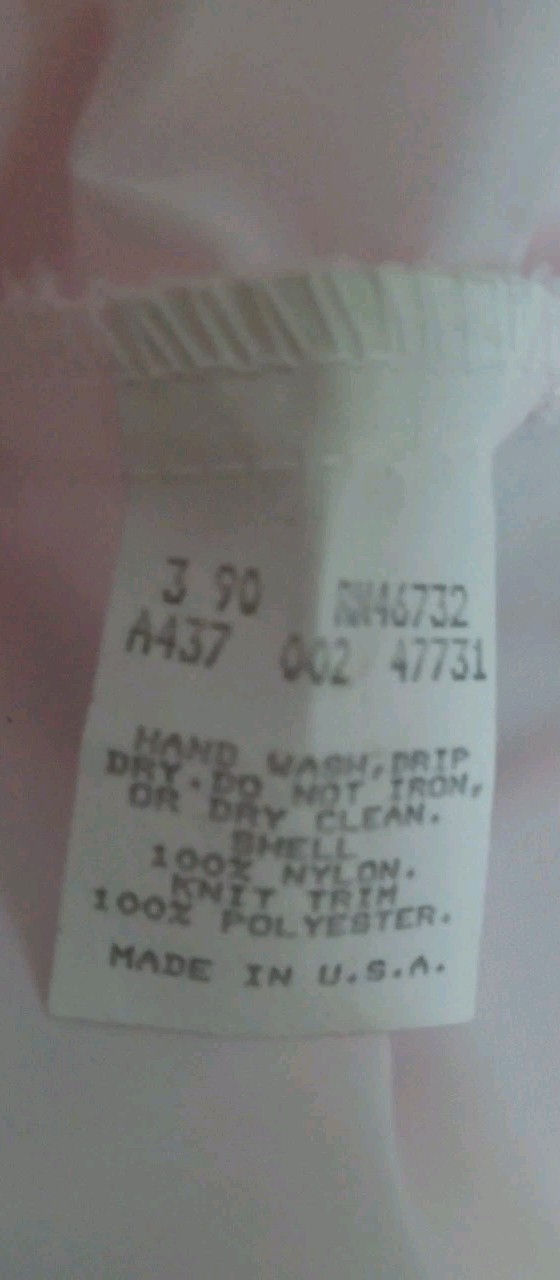 3 90 RN46732
A437 002 47731
HAND WASH, DRIP
DRY. DO NOT IRON,
OR DRY CLEAN.
SHELL
100% NYLON.
KNIT TRIM
100% POLYESTER.
MADE IN U.S.A.